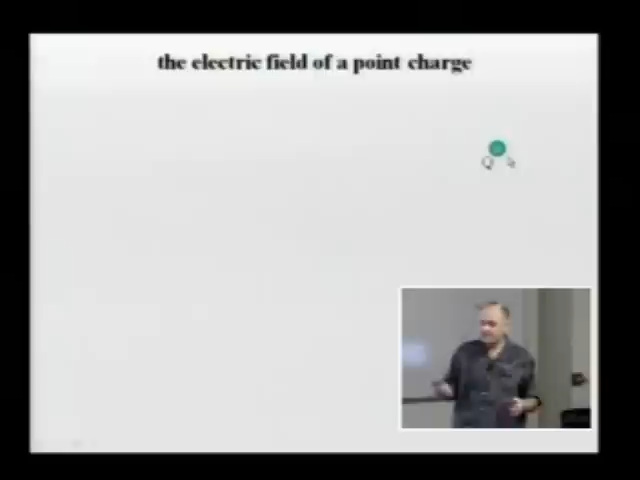 the electric field of a point charge
Q